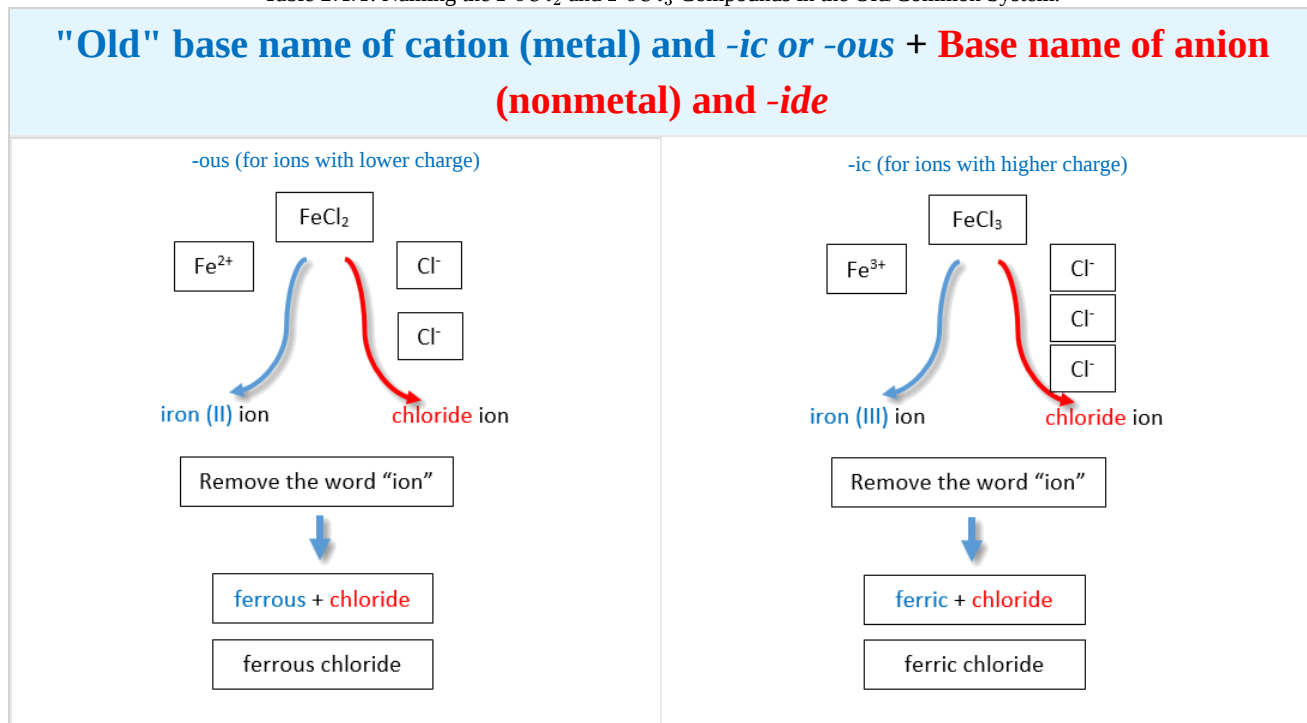 "Old" base name of cation (metal) and -ic or -ous + Base name of anion
(nonmetal) and -ide
-ous (for ions with lower charge)
FeCl₂
Fe²⁺
Cl⁻
Cl⁻
iron (II) ion
chloride ion
Remove the word “ion”
ferrous + chloride
ferrous chloride
-ic (for ions with higher charge)
FeCl₃
Fe³⁺
Cl⁻
Cl⁻
Cl⁻
iron (III) ion
chloride ion
Remove the word “ion”
ferric + chloride
ferric chloride